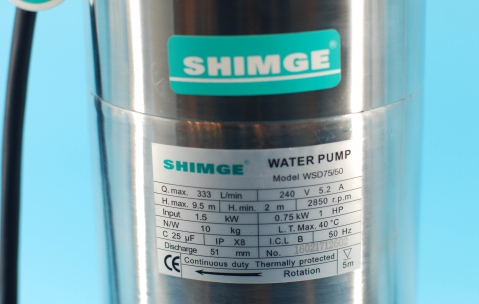 SHIMGE
SHIMGE WATER PUMP
Model WSD75/50
Q. max. 333 L/min 240 V 5.2 A
H. max. 9.5 m H. min. 2 m 2850 r.p.m
Input 1.5 kW 0.75 kW 1 HP
N/W 10 kg L.T. Max. 40 °C
C 25 µF IP X8 I.C.L B 50 Hz
Discharge 51 mm No.
CE Continuous duty Thermally protected ▽
Rotation 5m